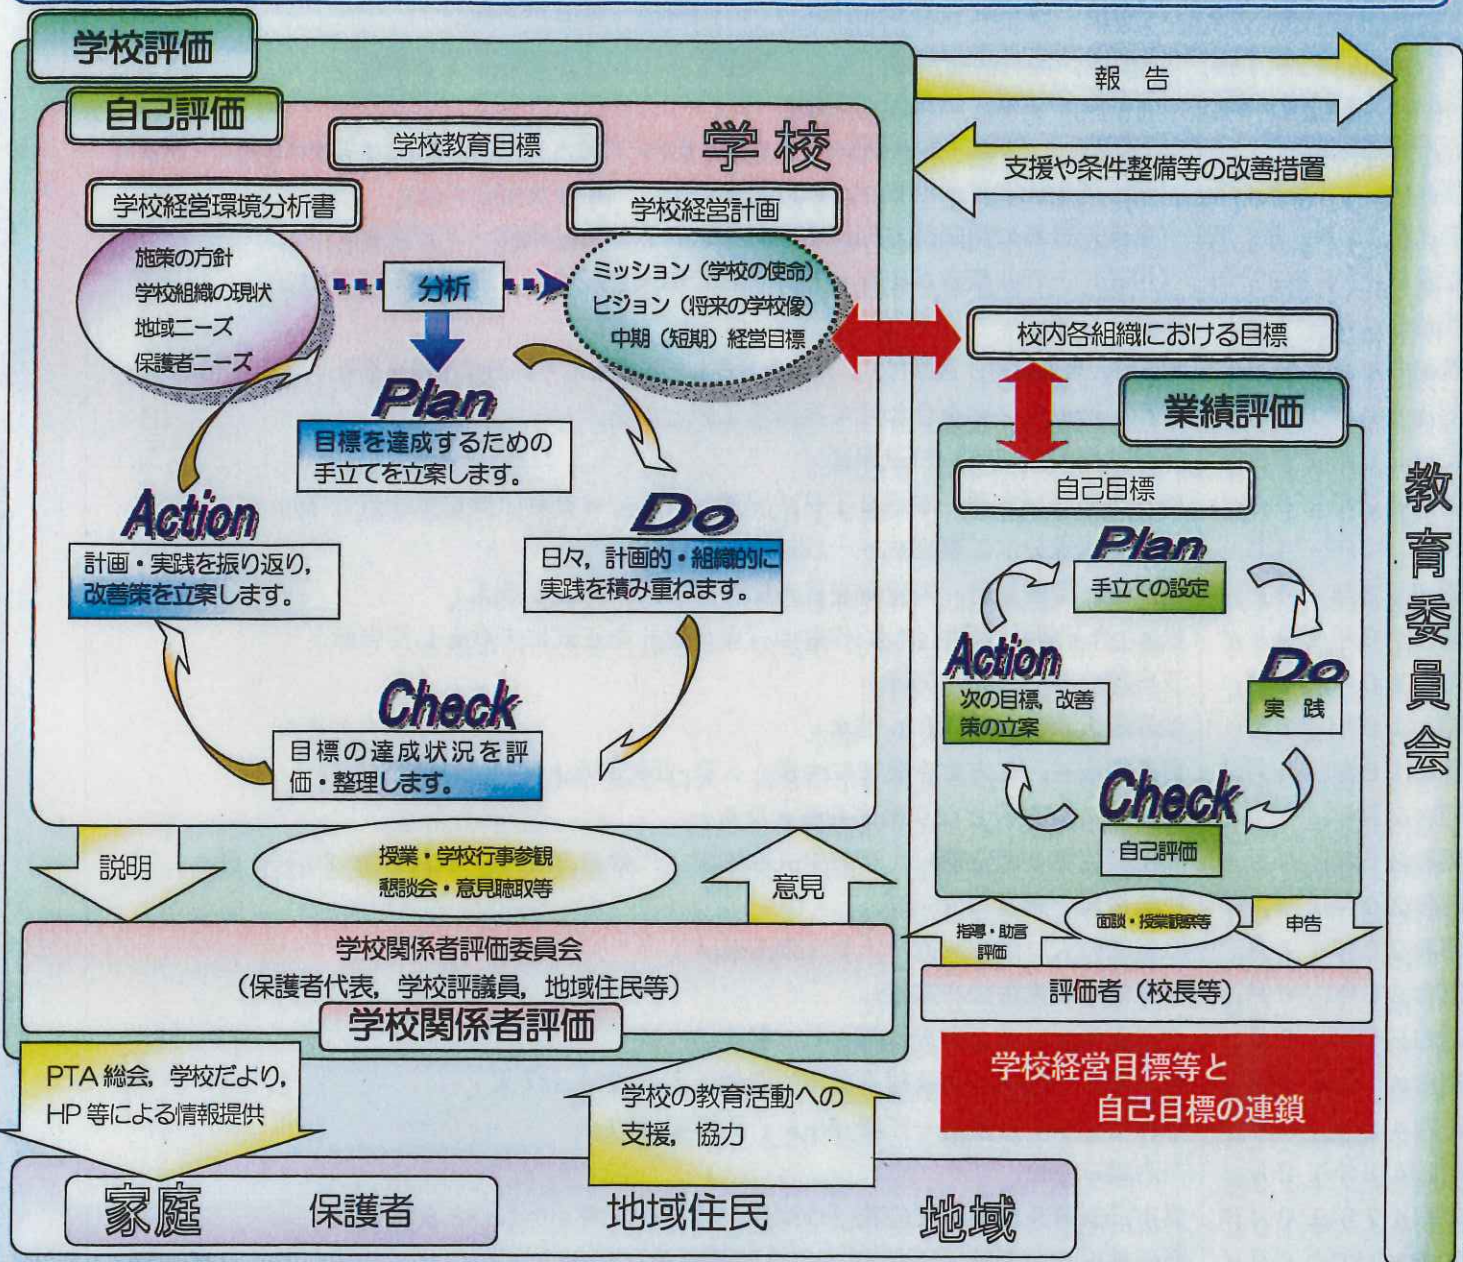 学校評価
自己評価
学校教育目標
学校
学校経営環境分析書
施策の方針
学校組織の現状
地域ニーズ
保護者ニーズ
分析
学校経営計画
ミッション（学校の使命）
ビジョン（将来の学校像）
中期（短期）経営目標
Plan
目標を達成するための
手立てを立案します。
Do
日々，計画的・組織的に
実践を積み重ねます。
Check
目標の達成状況を評
価・整理します。
Action
計画・実践を振り返り，
改善策を立案します。
報 告
支援や条件整備等の改善措置
教育委員会
校内各組織における目標
業績評価
自己目標
Plan
手立ての設定
Do
実 践
Check
自己評価
Action
次の目標，改善
策の立案
説明
授業・学校行事参観
懇談会・意見聴取等
意見
指導・助言
評価
面談・授業観察等
申告
学校関係者評価委員会
（保護者代表，学校評議員，地域住民等）
学校関係者評価
評価者（校長等）
学校経営目標等と
自己目標の連鎖
PTA 総会，学校だより，
HP 等による情報提供
学校の教育活動への
支援，協力
家庭
保護者
地域住民
地域